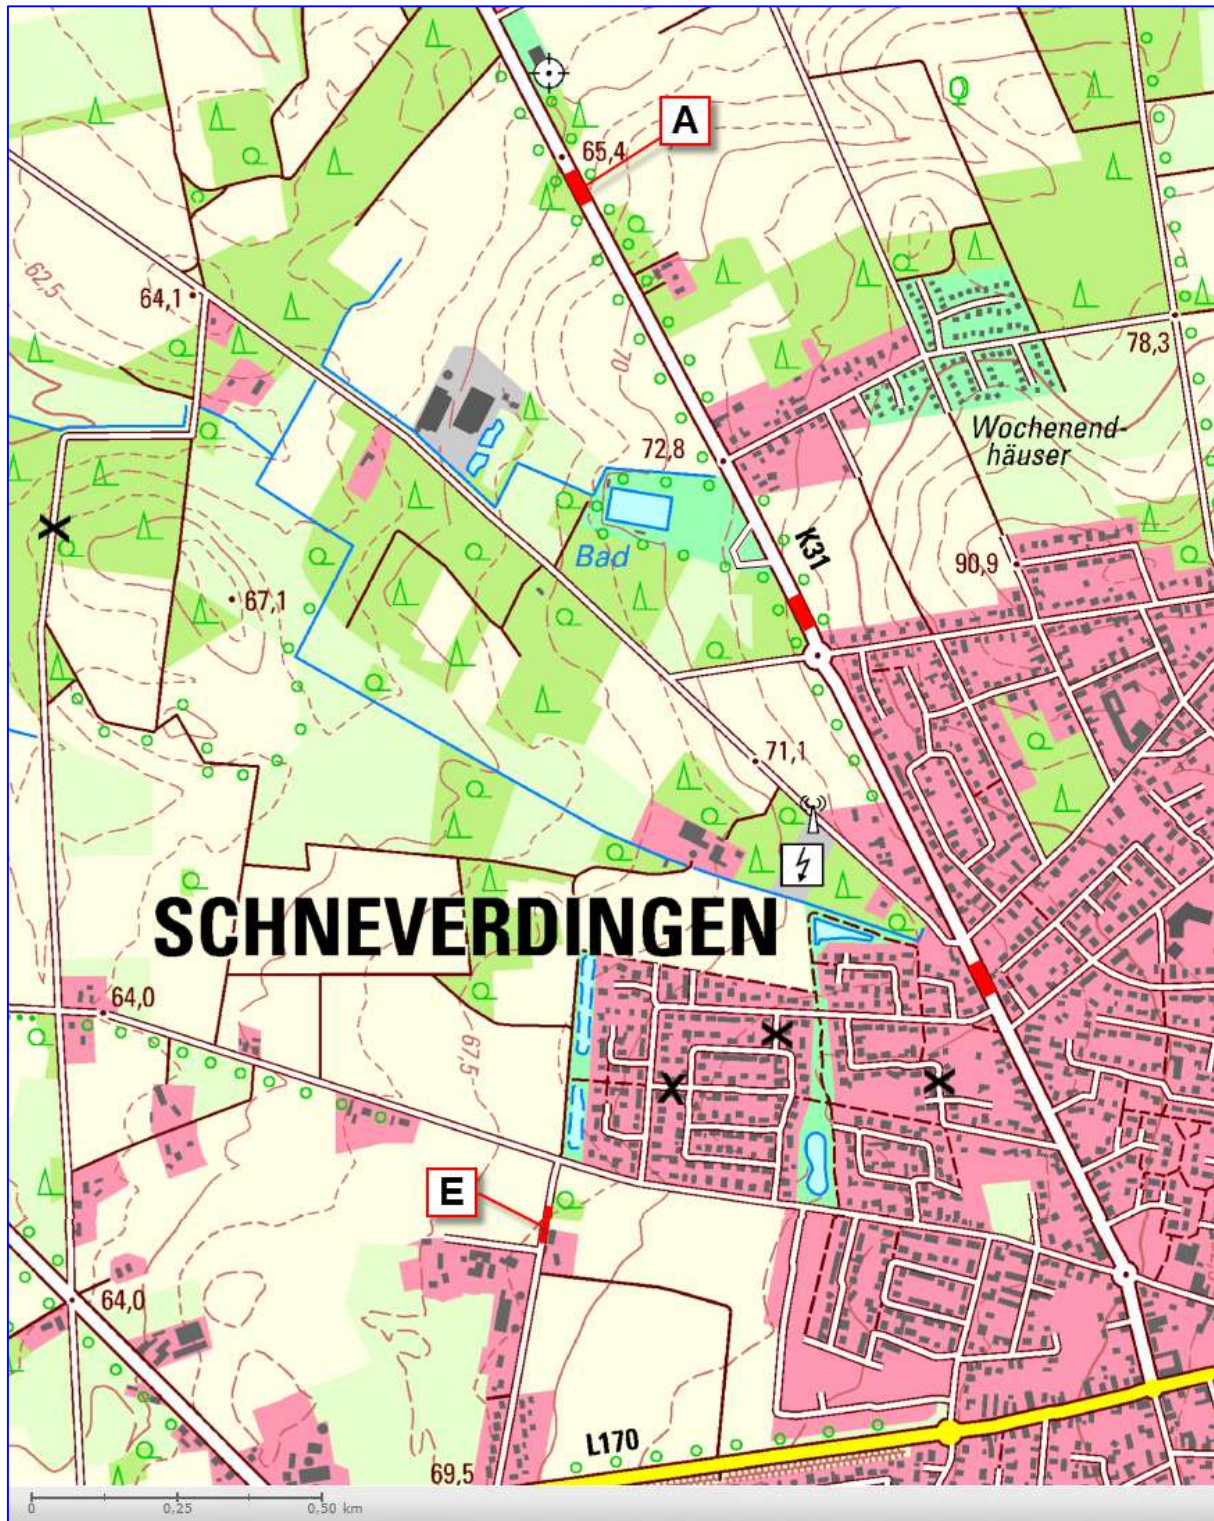 A
65,4
62,5
64,1
70
78,3
Wochenend-
häuser
72,8
K31
Bad
90,9
X
67,1
71,1
SCHNEVERDINGEN
64,0
67,5
X
X
X
E
64,0
L170
69,5
0
0,25
0,50 km